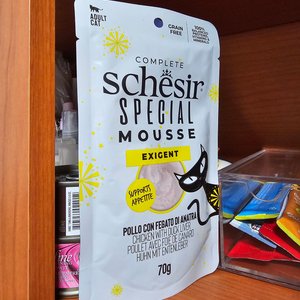 ADULT
CAT
GRAIN
FREE
100%
COMPLETE
schesir
SPECIAL
MOUSSE
EXIGENT
SUPPORTS
APPETITE
POLLO CON FEGATO DI ANATRA
CHICKEN WITH DUCK LIVER
POULET AVEC FOIE DE CANARD
HUHN MIT ENTENLEBER
70g